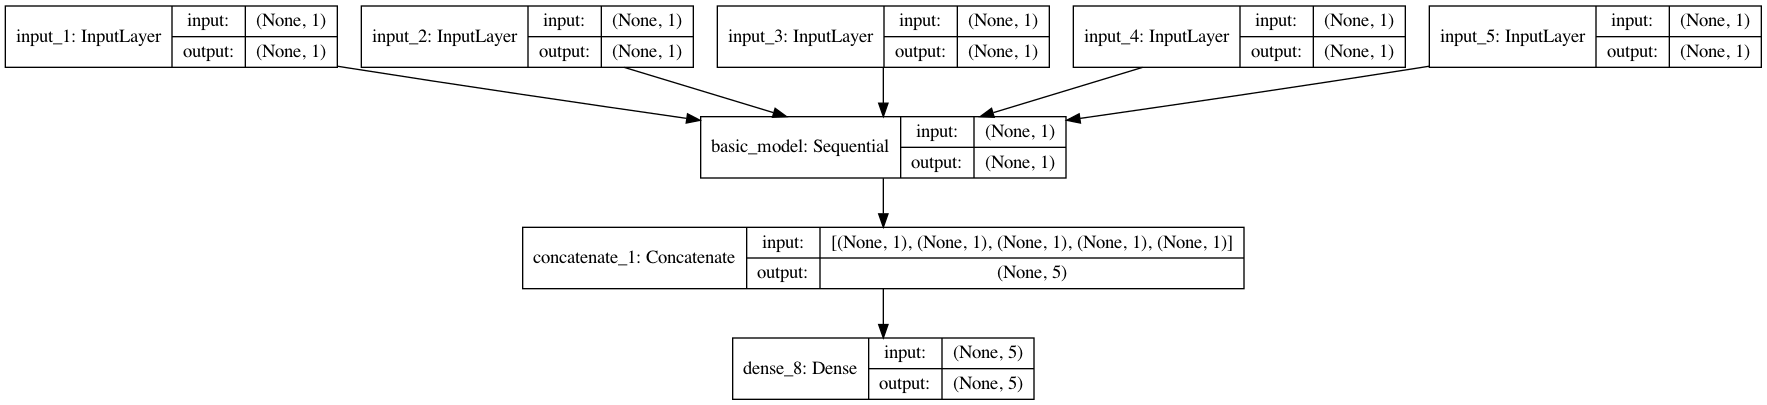 input_1: InputLayer
input: (None, 1)
output: (None, 1)
input_2: InputLayer
input: (None, 1)
output: (None, 1)
input_3: InputLayer
input: (None, 1)
output: (None, 1)
input_4: InputLayer
input: (None, 1)
output: (None, 1)
input_5: InputLayer
input: (None, 1)
output: (None, 1)
basic_model: Sequential
input: (None, 1)
output: (None, 1)
concatenate_1: Concatenate
input: [(None, 1), (None, 1), (None, 1), (None, 1), (None, 1)]
output: (None, 5)
dense_8: Dense
input: (None, 5)
output: (None, 5)